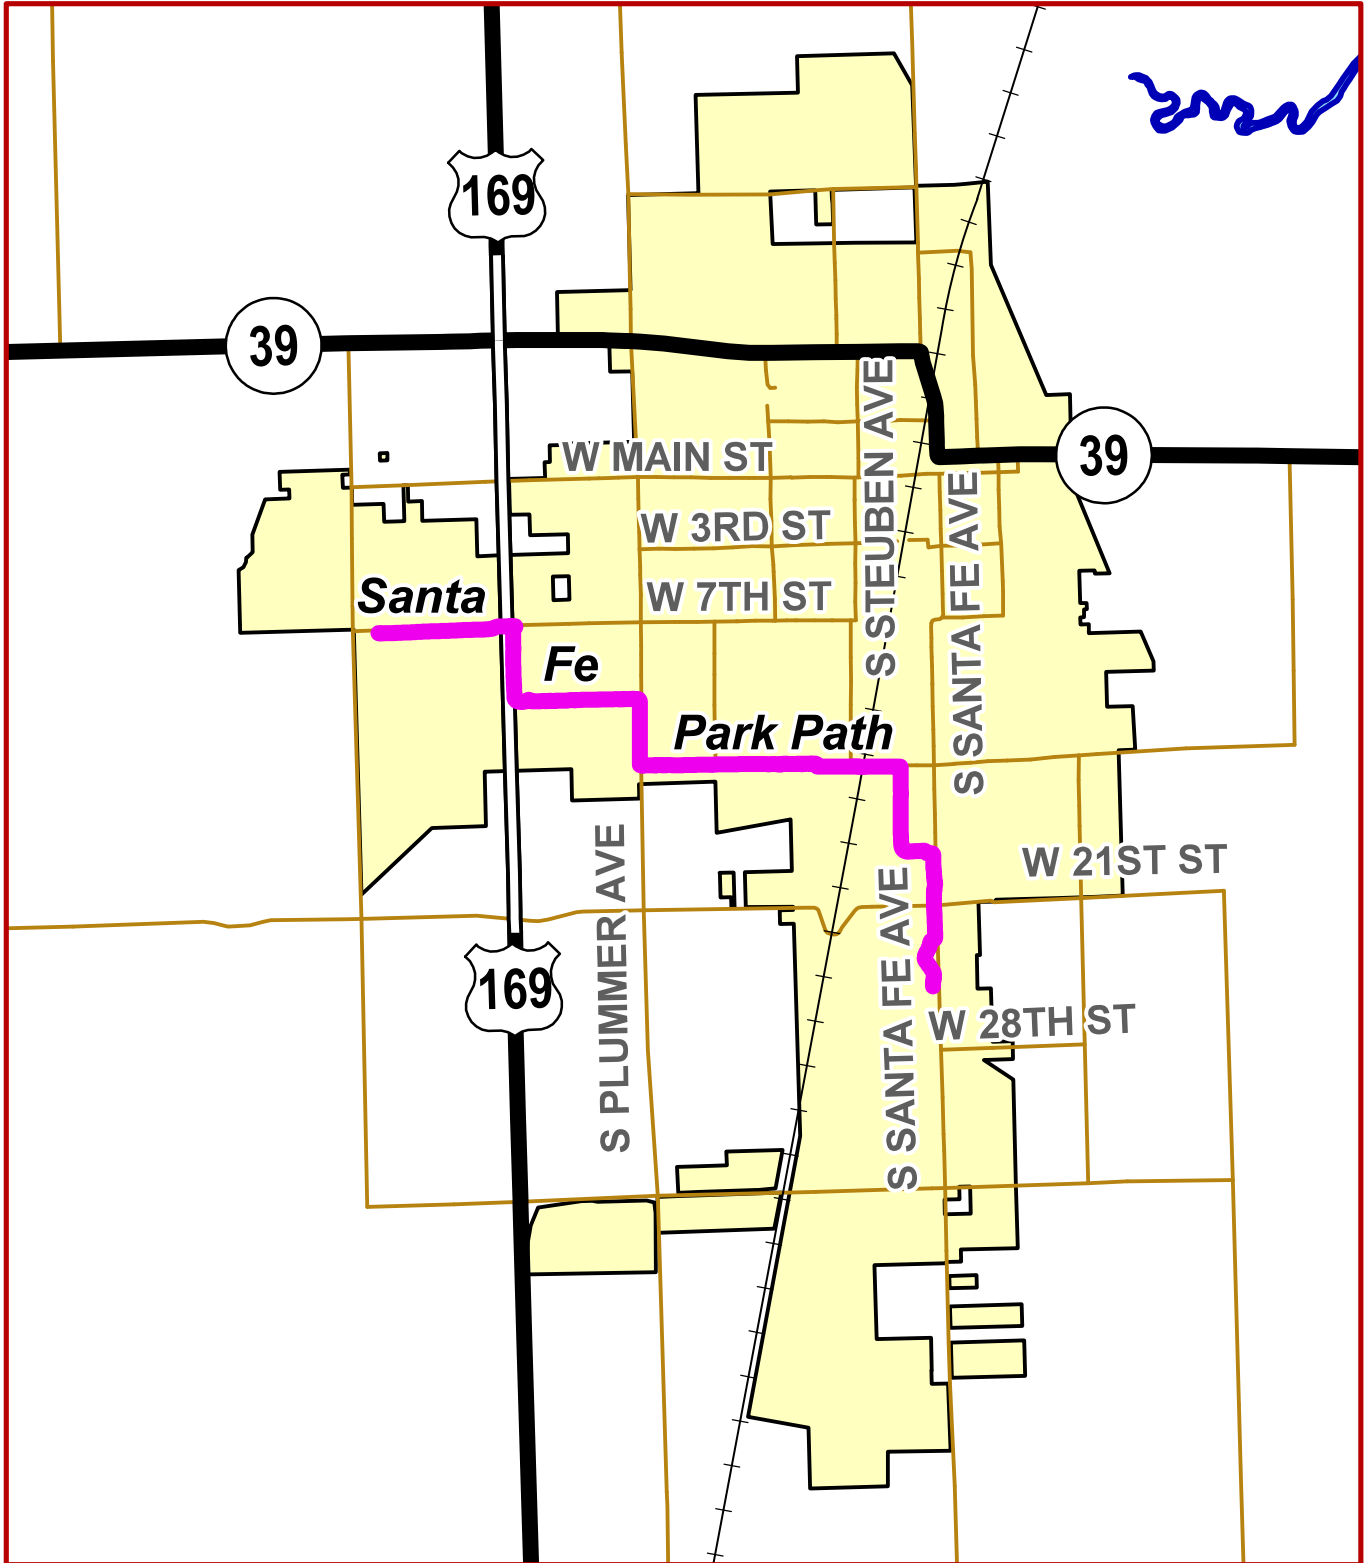 169
39
39
W MAIN ST
S STEUBEN AVE
W 3RD ST
S SANTA FE AVE
W 7TH ST
Santa
Fe
Park Path
S PLUMMER AVE
W 21ST ST
S SANTA FE AVE
169
W 28TH ST